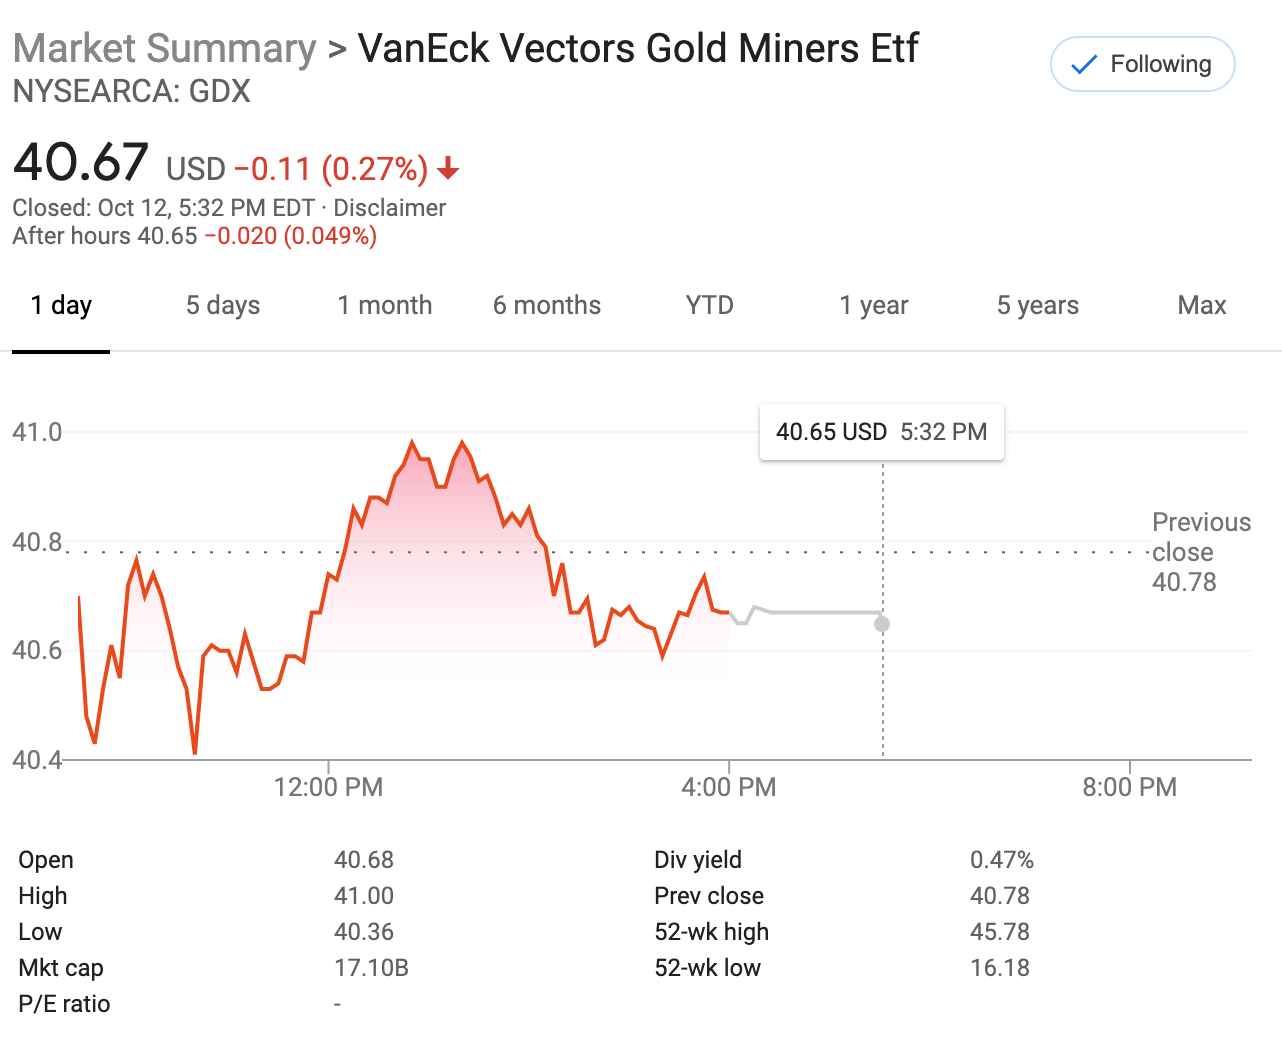 Market Summary > VanEck Vectors Gold Miners Etf
NYSEARCA: GDX
Following
40.67 USD −0.11 (0.27%)
Closed: Oct 12, 5:32 PM EDT · Disclaimer
After hours 40.65 −0.020 (0.049%)
1 day 5 days 1 month 6 months YTD 1 year 5 years Max
41.0
40.65 USD 5:32 PM
40.8
Previous
close
40.78
40.6
40.4
12:00 PM 4:00 PM 8:00 PM
Open 40.68 Div yield 0.47%
High 41.00 Prev close 40.78
Low 40.36 52-wk high 45.78
Mkt cap 17.10B 52-wk low 16.18
P/E ratio -